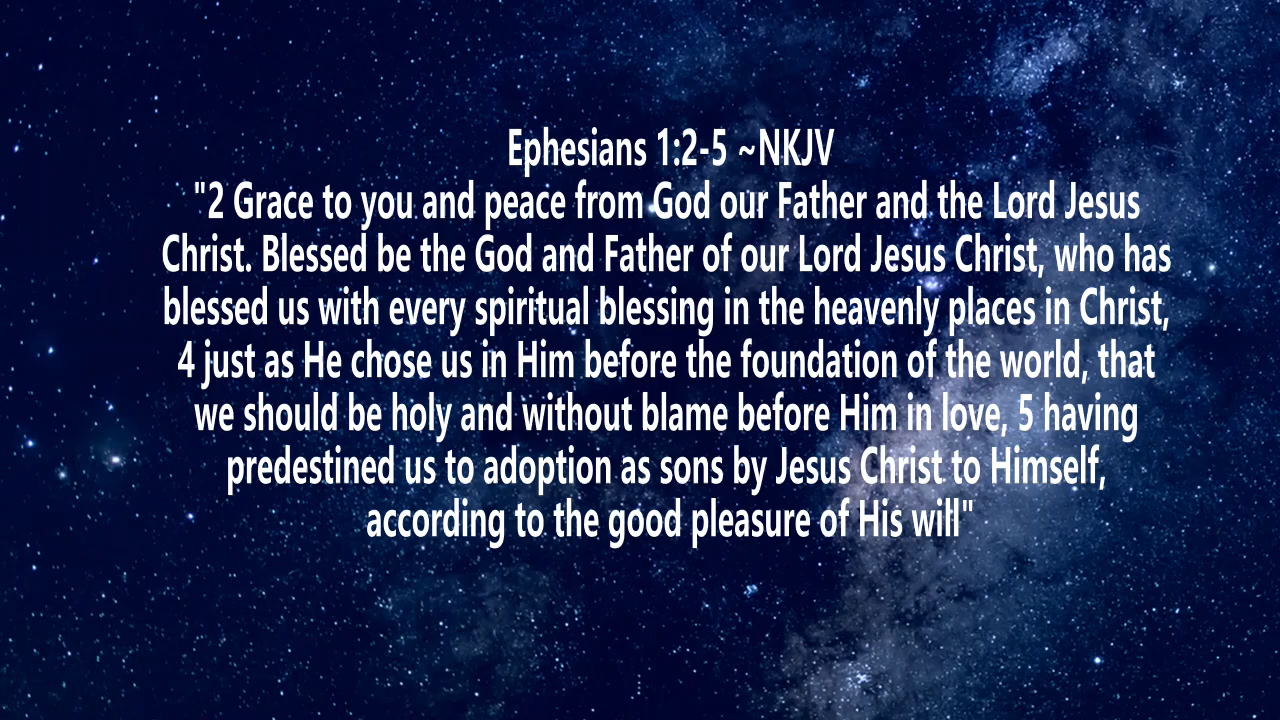 Ephesians 1:2-5 ~NKJV
"2 Grace to you and peace from God our Father and the Lord Jesus
Christ. Blessed be the God and Father of our Lord Jesus Christ, who has
blessed us with every spiritual blessing in the heavenly places in Christ,
4 just as He chose us in Him before the foundation of the world, that
we should be holy and without blame before Him in love, 5 having
predestined us to adoption as sons by Jesus Christ to Himself,
according to the good pleasure of His will"